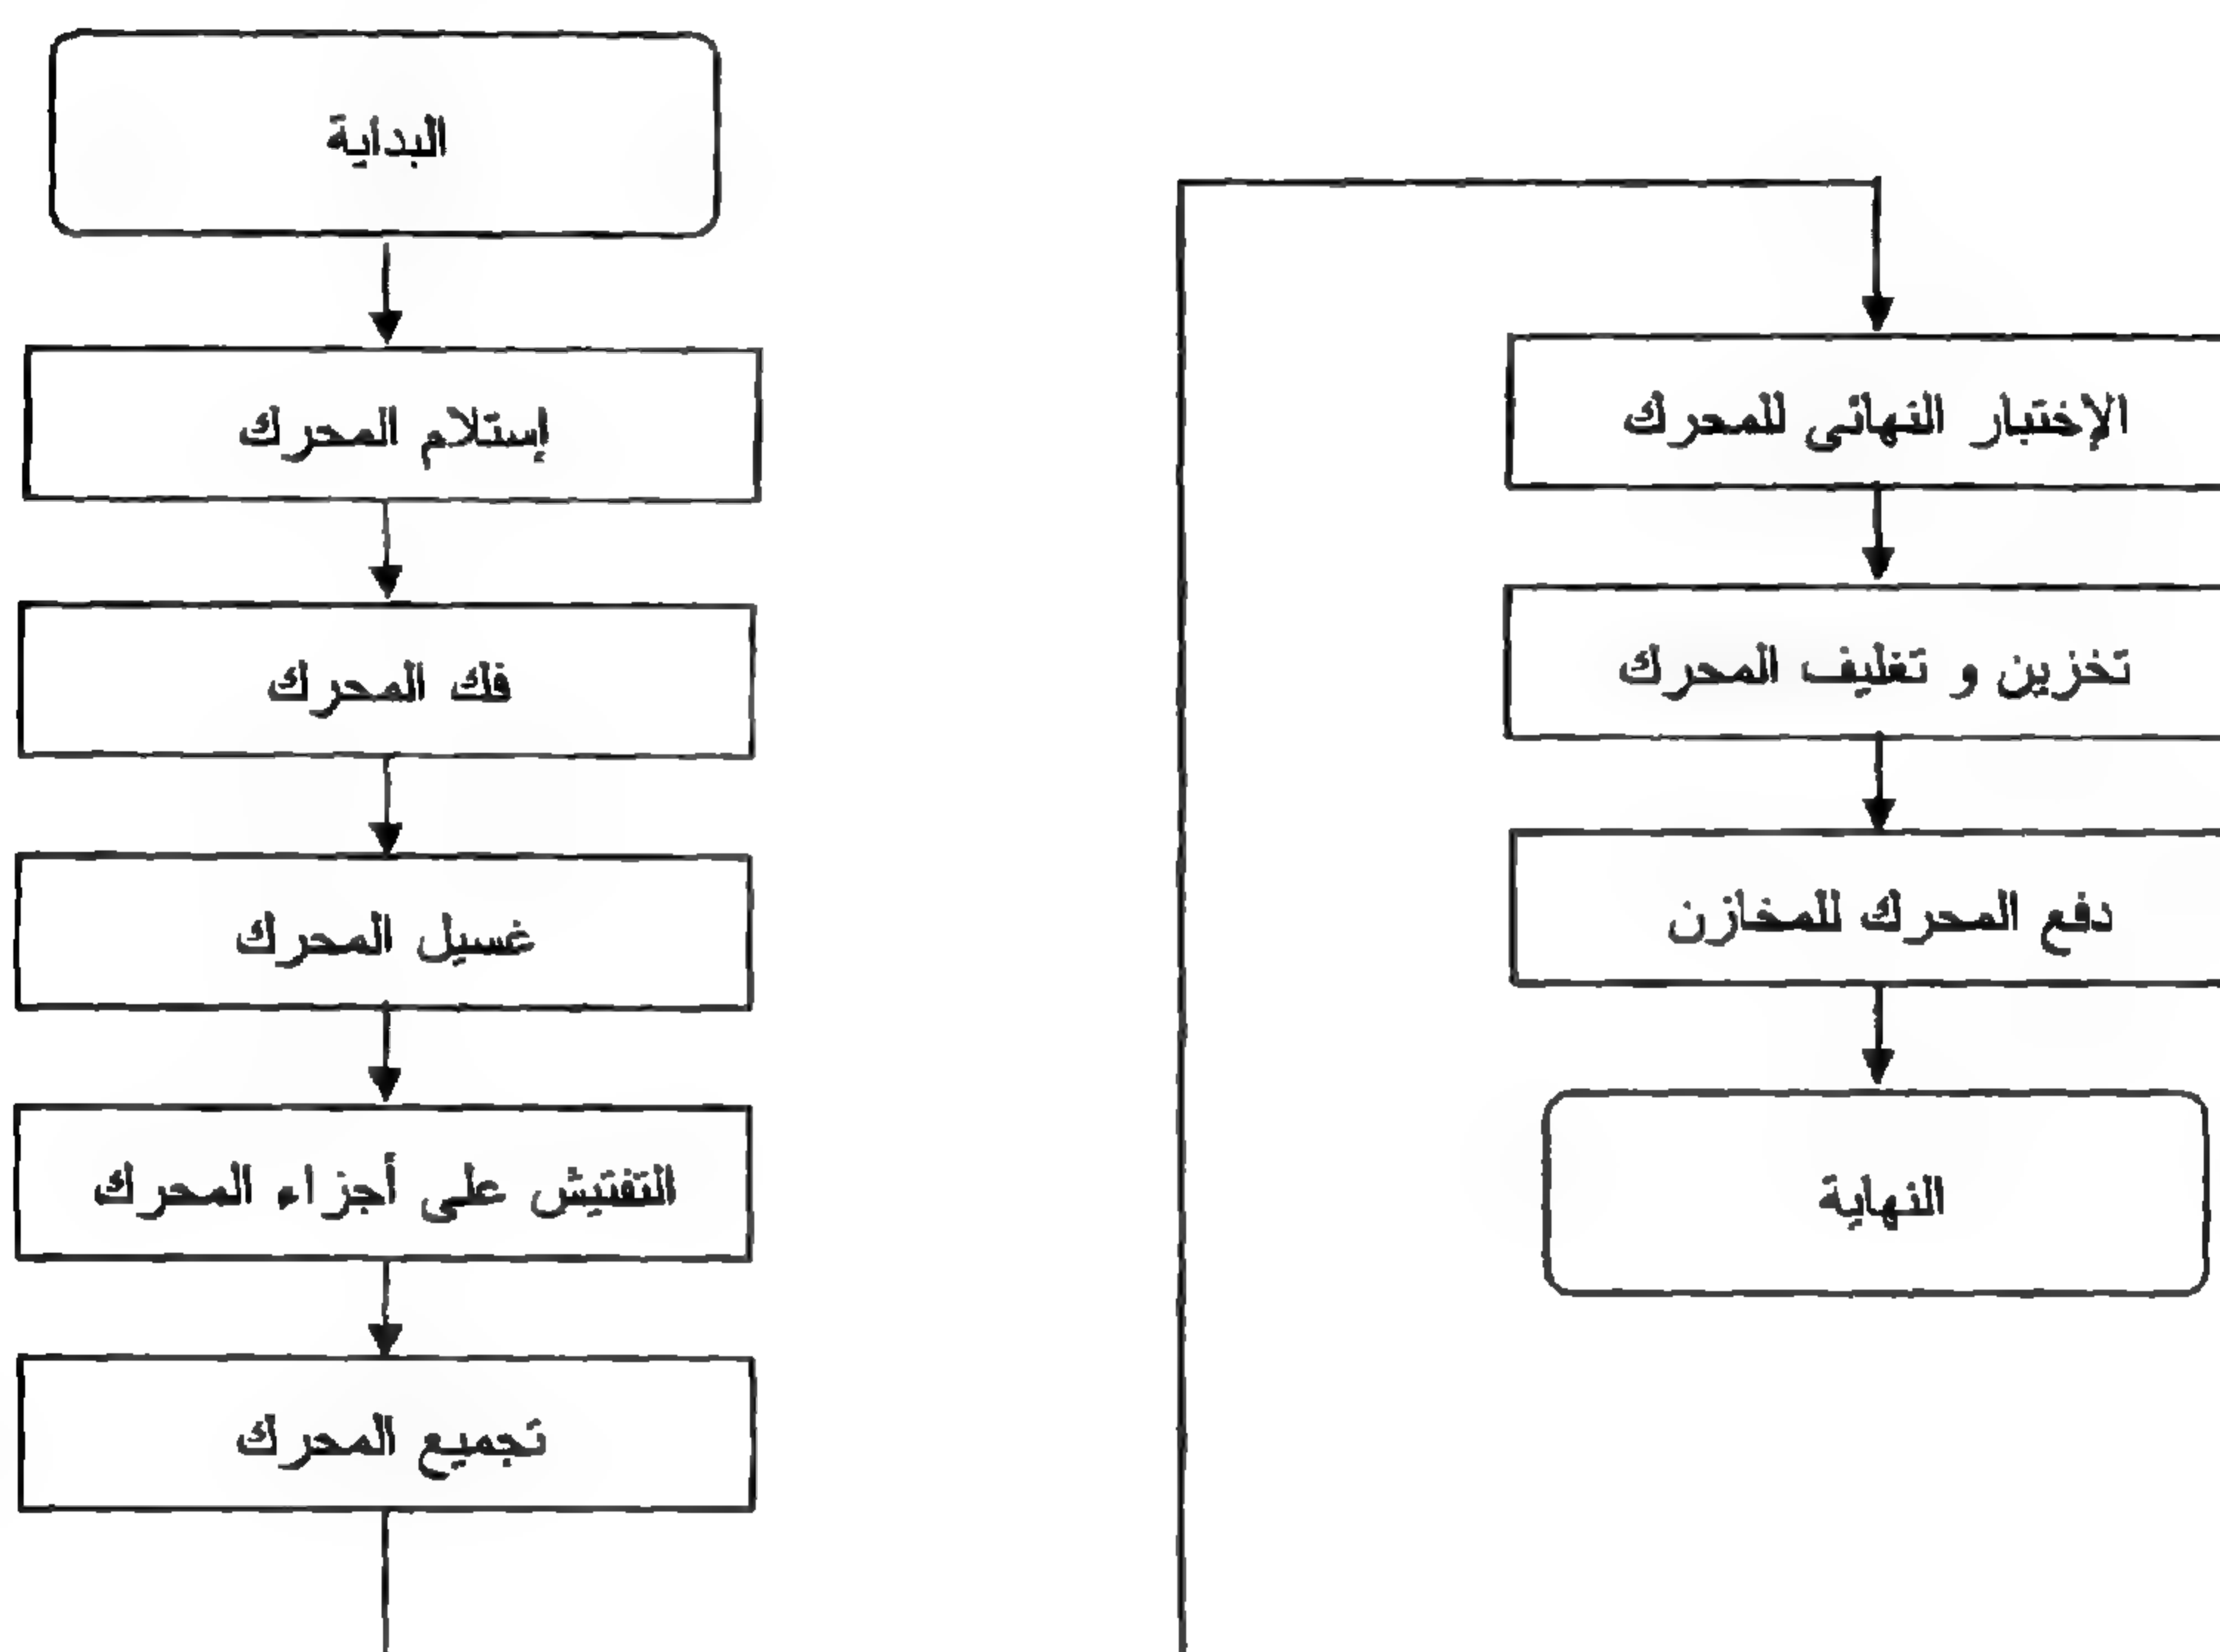 البداية
إستلام المحرك
فك المحرك
غسيل المحرك
التفتيش على أجزاء المحرك
تجميع المحرك
الإختبار النهائى للمحرك
تخزين و تغليف المحرك
دفع المحرك للمخازن
النهاية